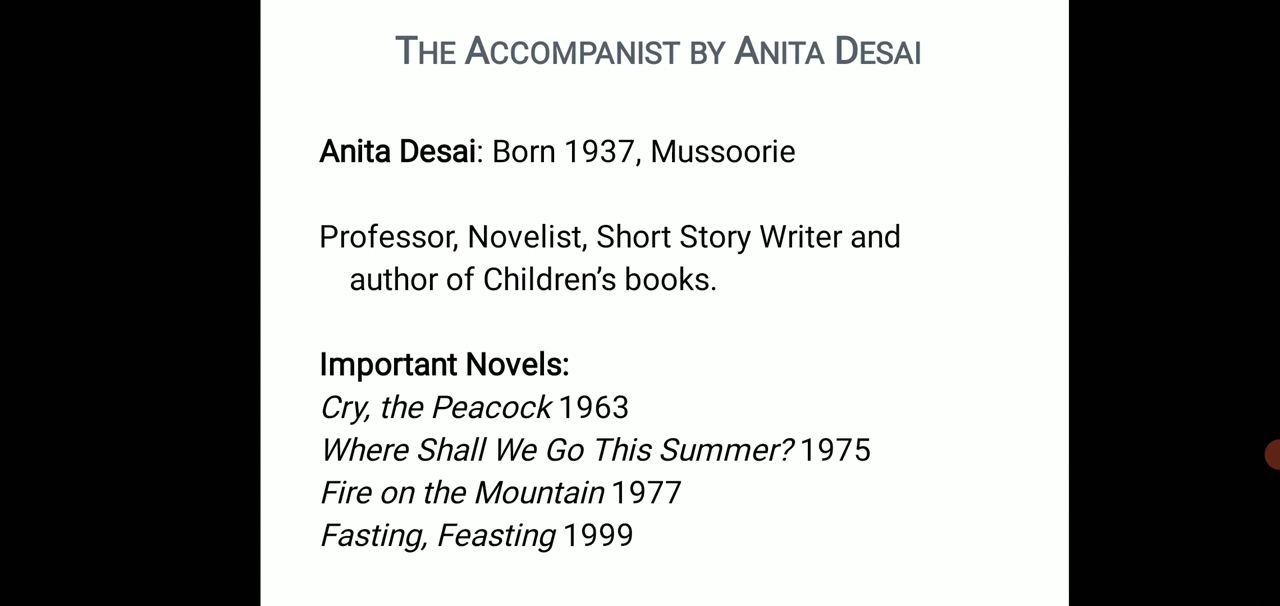 THE ACCOMPANIST BY ANITA DESAI
Anita Desai: Born 1937, Mussoorie
Professor, Novelist, Short Story Writer and
author of Children’s books.
Important Novels:
Cry, the Peacock 1963
Where Shall We Go This Summer? 1975
Fire on the Mountain 1977
Fasting, Feasting 1999